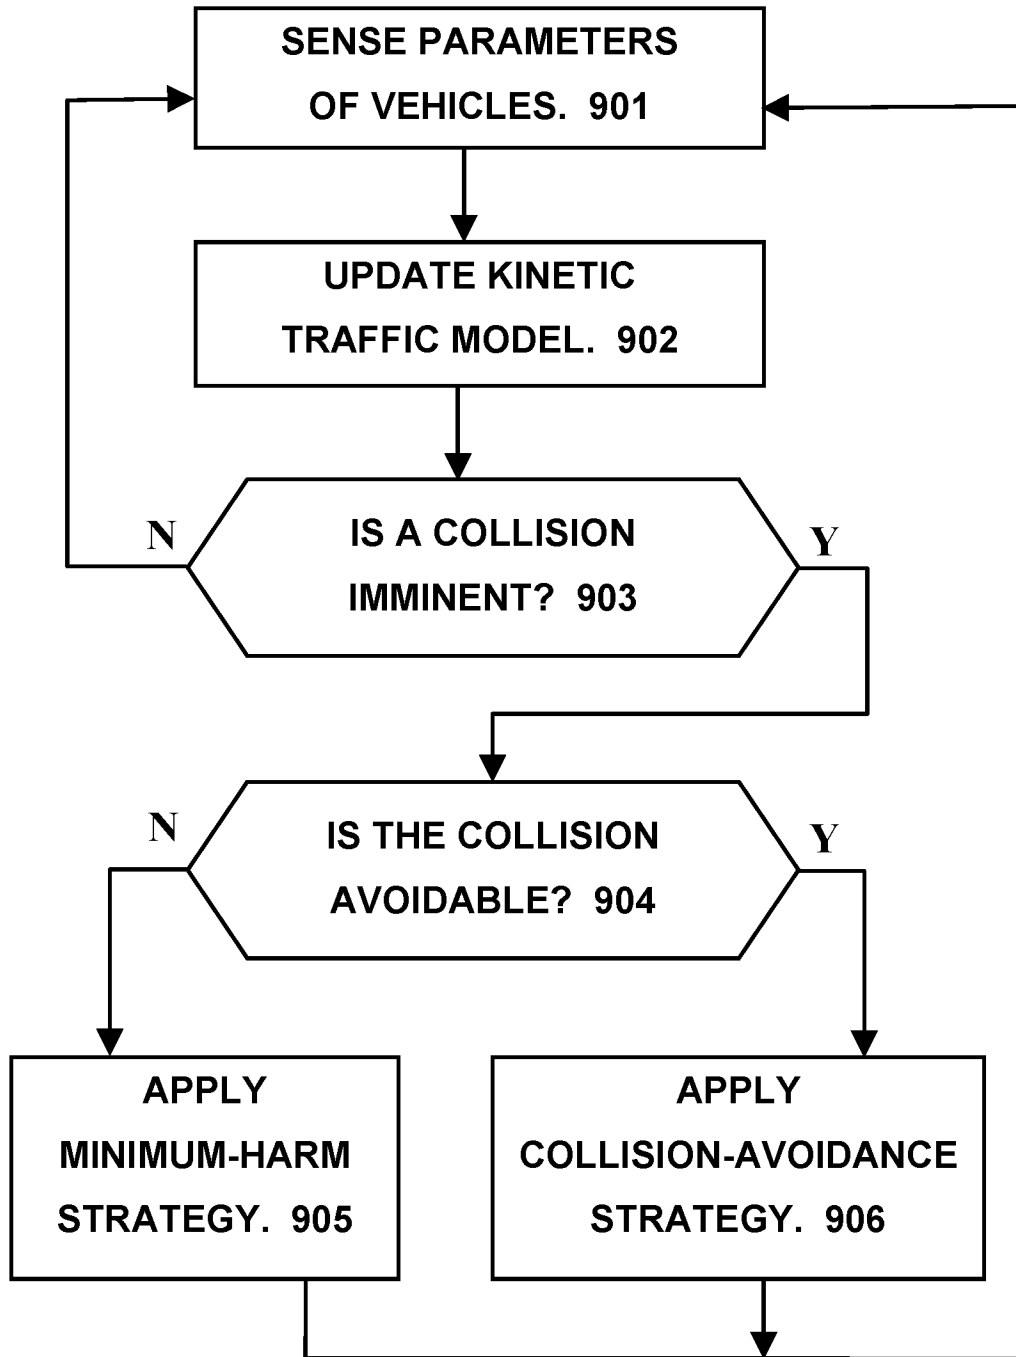 SENSE PARAMETERS
OF VEHICLES. 901
UPDATE KINETIC
TRAFFIC MODEL. 902
N
Y
IS A COLLISION
IMMINENT? 903
N
Y
IS THE COLLISION
AVOIDABLE? 904
APPLY
MINIMUM-HARM
STRATEGY. 905
APPLY
COLLISION-AVOIDANCE
STRATEGY. 906